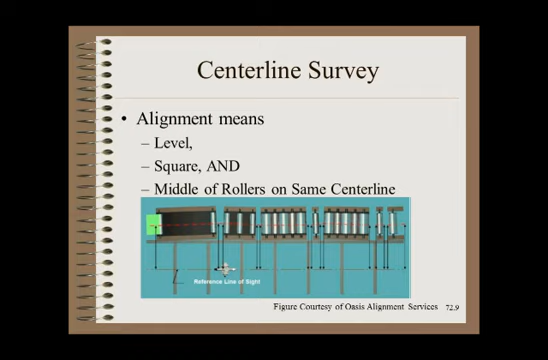 Centerline Survey
• Alignment means
– Level,
– Square, AND
– Middle of Rollers on Same Centerline
Reference Line of Sight
Figure Courtesy of Oasis Alignment Services 72.9